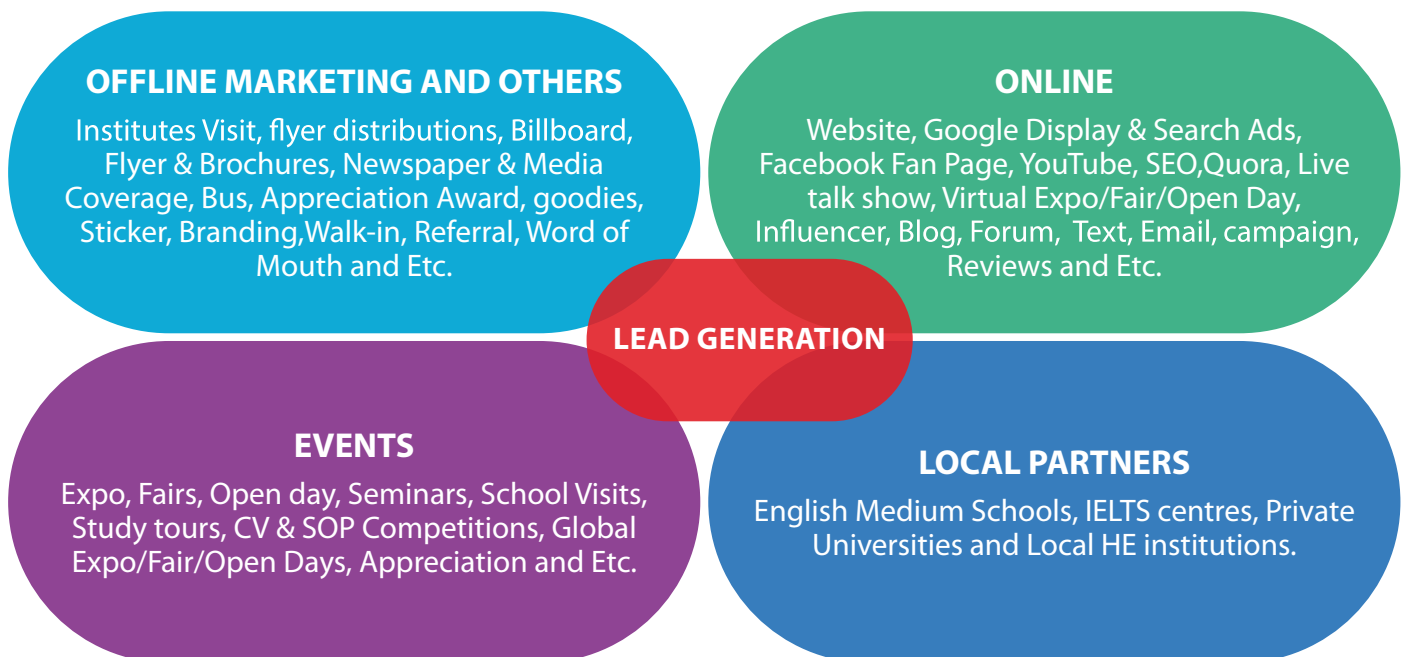 OFFLINE MARKETING AND OTHERS
Institutes Visit, flyer distributions, Billboard,
Flyer & Brochures, Newspaper & Media
Coverage, Bus, Appreciation Award, goodies,
Sticker, Branding,Walk-in, Referral, Word of
Mouth and Etc.
ONLINE
Website, Google Display & Search Ads,
Facebook Fan Page, YouTube, SEO,Quora, Live
talk show, Virtual Expo/Fair/Open Day,
Influencer, Blog, Forum,  Text, Email, campaign,
Reviews and Etc.
LEAD GENERATION
EVENTS
Expo, Fairs, Open day, Seminars, School Visits,
Study tours, CV & SOP Competitions, Global
Expo/Fair/Open Days, Appreciation and Etc.
LOCAL PARTNERS
English Medium Schools, IELTS centres, Private
Universities and Local HE institutions.